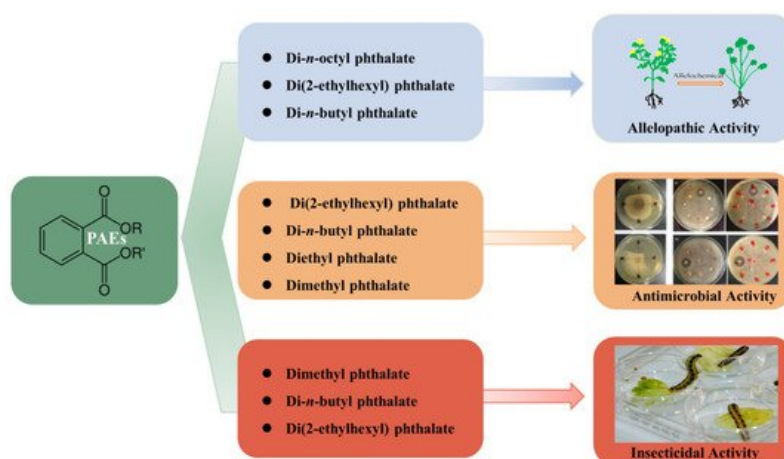 Di-n-octyl phthalate
Di(2-ethylhexyl) phthalate
Di-n-butyl phthalate
Allelochemical
Allelopathic Activity
O
OR
PAEs
OR'
O
Di(2-ethylhexyl) phthalate
Di-n-butyl phthalate
Diethyl phthalate
Dimethyl phthalate
Antimicrobial Activity
Dimethyl phthalate
Di-n-butyl phthalate
Di(2-ethylhexyl) phthalate
Insecticidal Activity